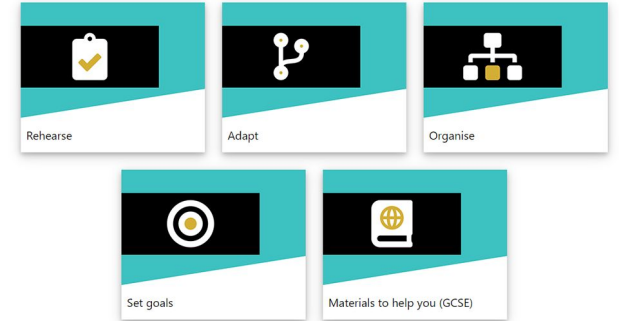 Rehearse
Adapt
Organise
Set goals
Materials to help you (GCSE)